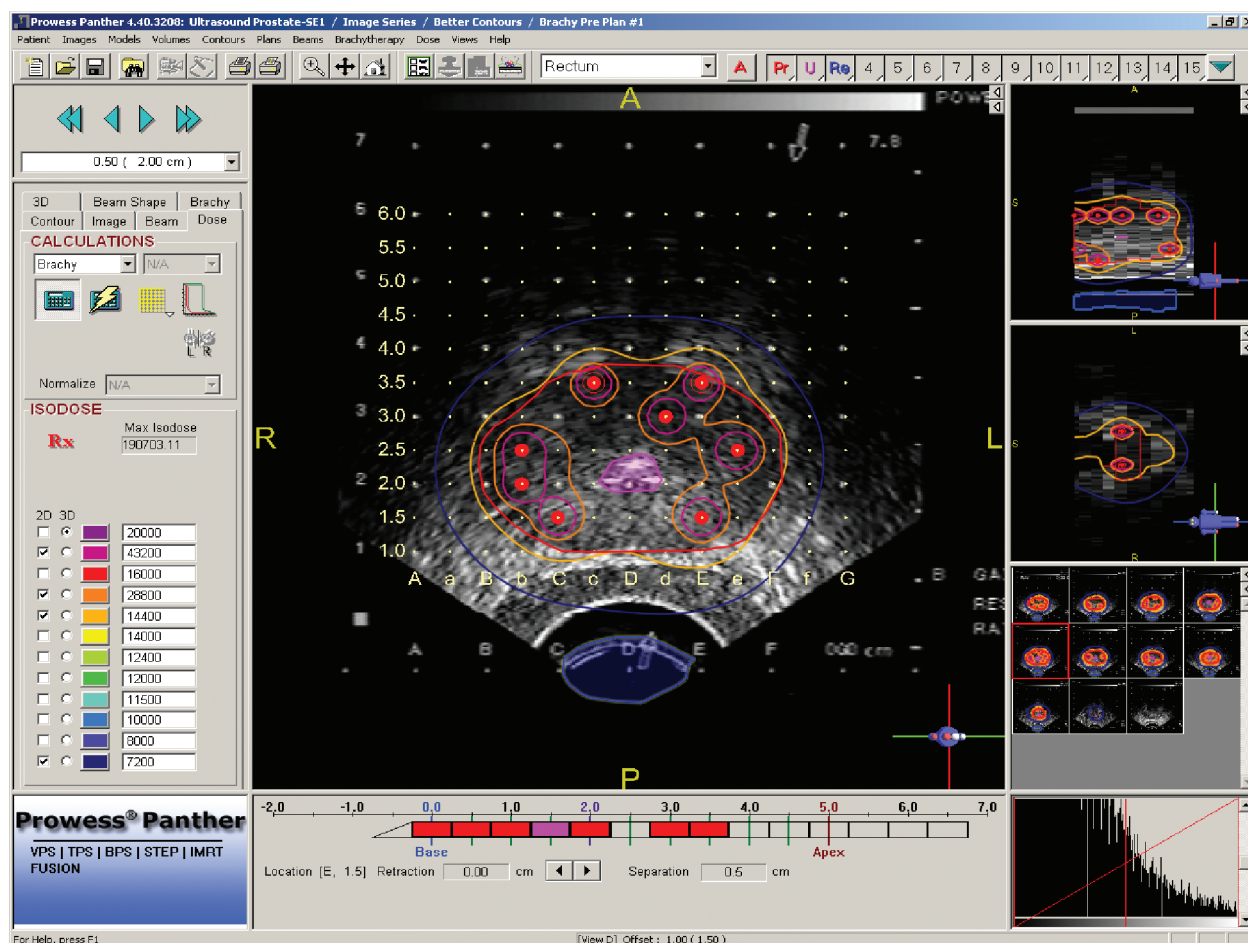 Prowess Panther 4.40.3208: Ultrasound Prostate-SE1 / Image Series / Better Contours / Brachy Pre Plan #1
Patient Images Models Volumes Contours Plans Beams Brachytherapy Dose Views Help
Rectum A Pr U Re 4 5 6 7 8 9 10 11 12 13 14 15
0.50 ( 2.00 cm )
3D Beam Shape Brachy
Contour Image Beam Dose
CALCULATIONS
Brachy N/A
L R
Normalize N/A
ISODOSE
Rx
Max Isodose
190703.11
2D 3D
20000
43200
16000
28800
14400
14000
12400
12000
11500
10000
8000
7200
A
7 7.8
6 6.0
5.5
5 5.0
4.5
4 4.0
3.5
3 3.0
R 2.5 L
2 2.0
1.5
1 1.0
A a B b C c D d E e F f G
B
A B C D E F cm
P
A
S
P
L
S
R
Prowess® Panther
VPS | TPS | BPS | STEP | IMRT
FUSION
-2.0 -1.0 0.0 1.0 2.0 3.0 4.0 5.0 6.0 7.0
Base Apex
Location [E, 1.5] Retraction 0.00 cm Separation 0.5 cm
For Help, press F1 [View D] Offset : 1.00 ( 1.50 )